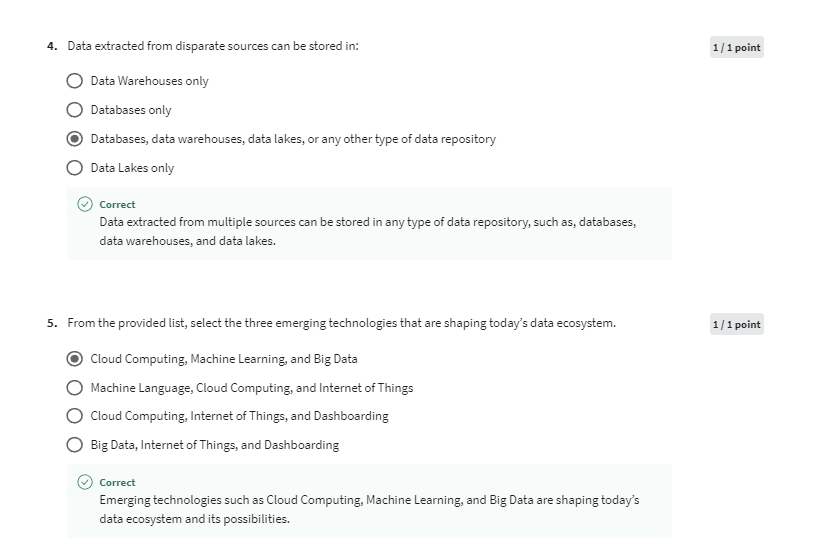 4. Data extracted from disparate sources can be stored in:
1 / 1 point
Data Warehouses only
Databases only
Databases, data warehouses, data lakes, or any other type of data repository
Data Lakes only
Correct
Data extracted from multiple sources can be stored in any type of data repository, such as, databases,
data warehouses, and data lakes.
5. From the provided list, select the three emerging technologies that are shaping today's data ecosystem.
1 / 1 point
Cloud Computing, Machine Learning, and Big Data
Machine Language, Cloud Computing, and Internet of Things
Cloud Computing, Internet of Things, and Dashboarding
Big Data, Internet of Things, and Dashboarding
Correct
Emerging technologies such as Cloud Computing, Machine Learning, and Big Data are shaping today's
data ecosystem and its possibilities.